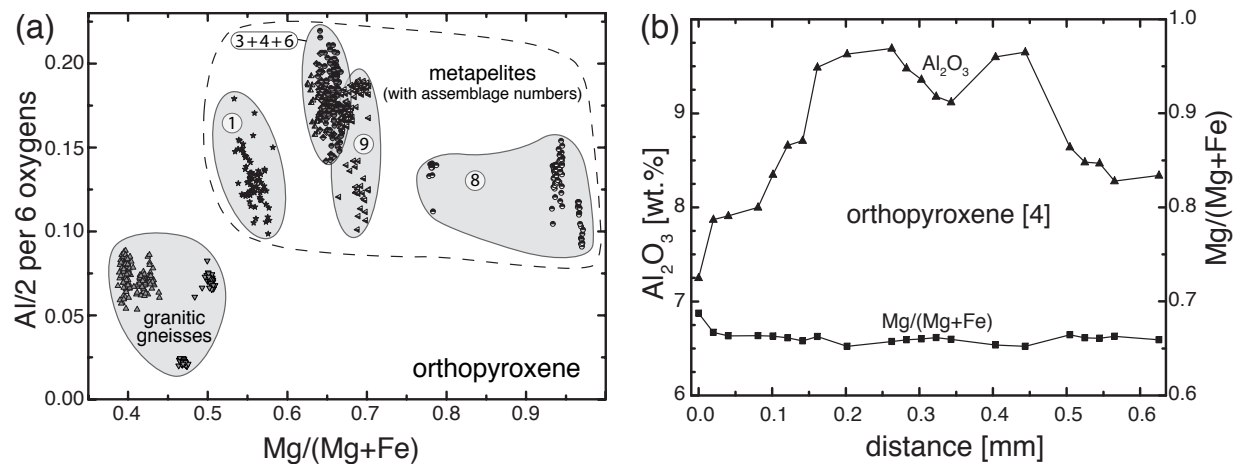 (a)
Al/2 per 6 oxygens
0.20
0.15
0.10
0.05
0.00
3+4+6
metapelites
(with assemblage numbers)
1
9
8
granitic
gneisses
orthopyroxene
0.4 0.5 0.6 0.7 0.8 0.9
Mg/(Mg+Fe)
(b)
Al₂O₃ [wt.%]
9
8
7
6
Al₂O₃
orthopyroxene [4]
Mg/(Mg+Fe)
1.0
0.9
0.8
0.7
0.6
Mg/(Mg+Fe)
0.0 0.1 0.2 0.3 0.4 0.5 0.6
distance [mm]